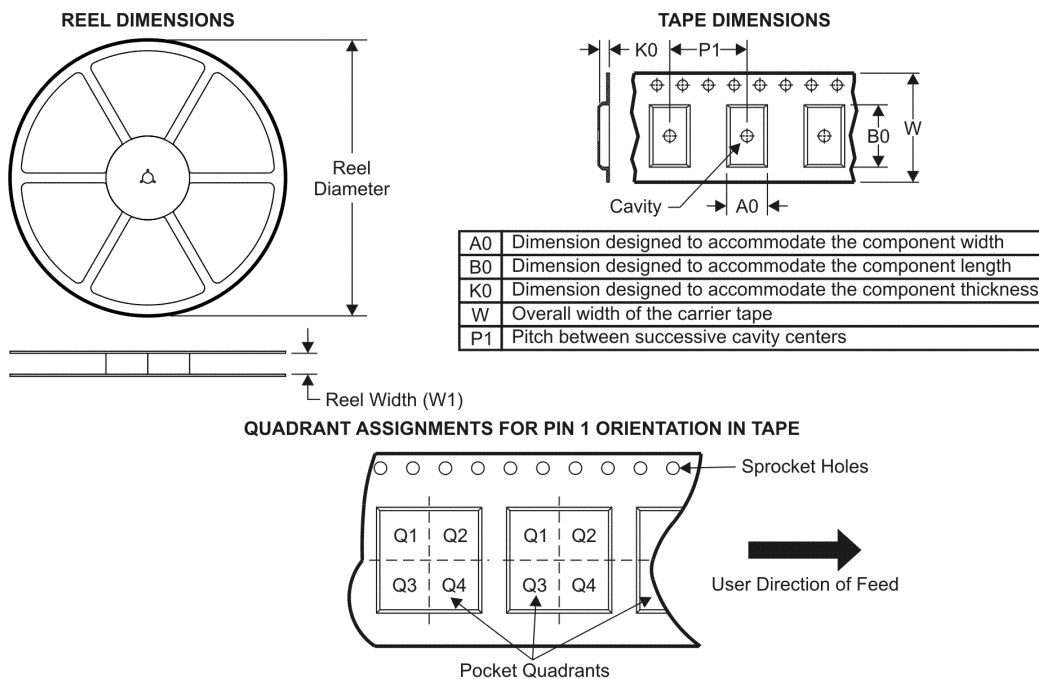 REEL DIMENSIONS
Reel
Diameter
Reel Width (W1)
TAPE DIMENSIONS
K0
P1
B0
W
Cavity
A0
A0 Dimension designed to accommodate the component width
B0 Dimension designed to accommodate the component length
K0 Dimension designed to accommodate the component thickness
W Overall width of the carrier tape
P1 Pitch between successive cavity centers
QUADRANT ASSIGNMENTS FOR PIN 1 ORIENTATION IN TAPE
Sprocket Holes
Q1 Q2 Q1 Q2
Q3 Q4 Q3 Q4
User Direction of Feed
Pocket Quadrants